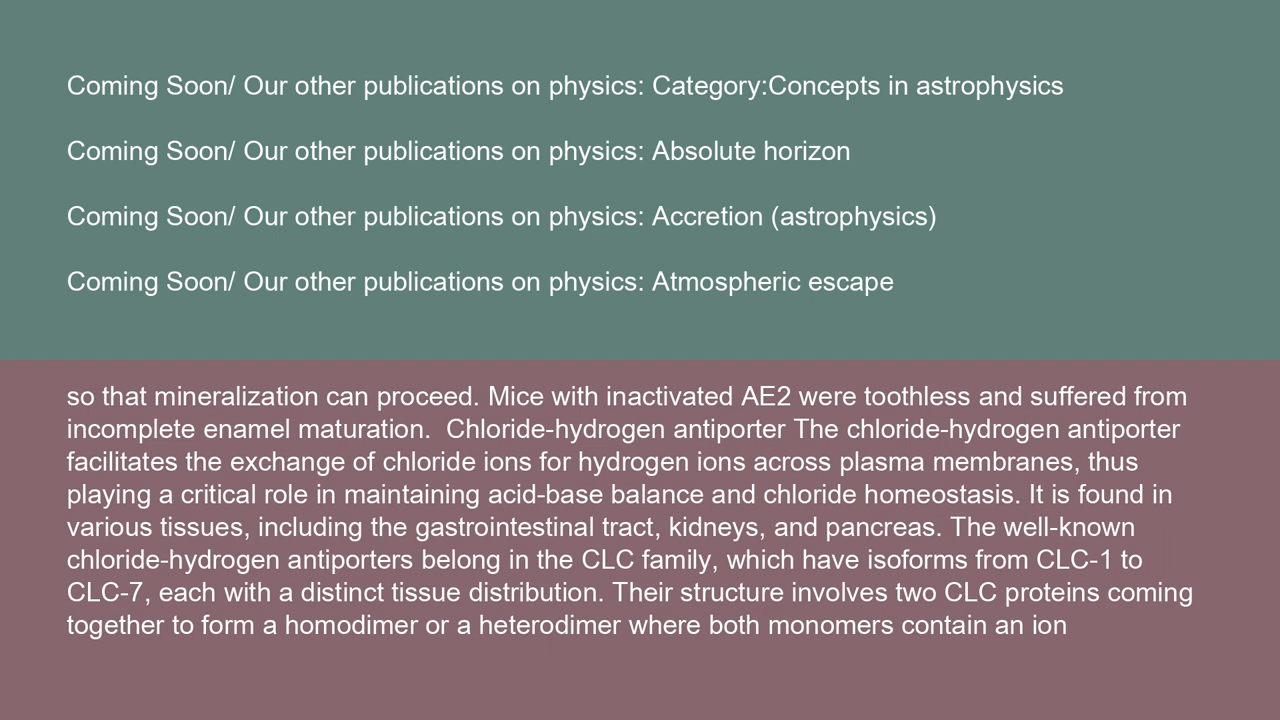 Coming Soon/ Our other publications on physics: Category:Concepts in astrophysics
Coming Soon/ Our other publications on physics: Absolute horizon
Coming Soon/ Our other publications on physics: Accretion (astrophysics)
Coming Soon/ Our other publications on physics: Atmospheric escape
so that mineralization can proceed. Mice with inactivated AE2 were toothless and suffered from
incomplete enamel maturation.  Chloride-hydrogen antiporter The chloride-hydrogen antiporter
facilitates the exchange of chloride ions for hydrogen ions across plasma membranes, thus
playing a critical role in maintaining acid-base balance and chloride homeostasis. It is found in
various tissues, including the gastrointestinal tract, kidneys, and pancreas. The well-known
chloride-hydrogen antiporters belong in the CLC family, which have isoforms from CLC-1 to
CLC-7, each with a distinct tissue distribution. Their structure involves two CLC proteins coming
together to form a homodimer or a heterodimer where both monomers contain an ion